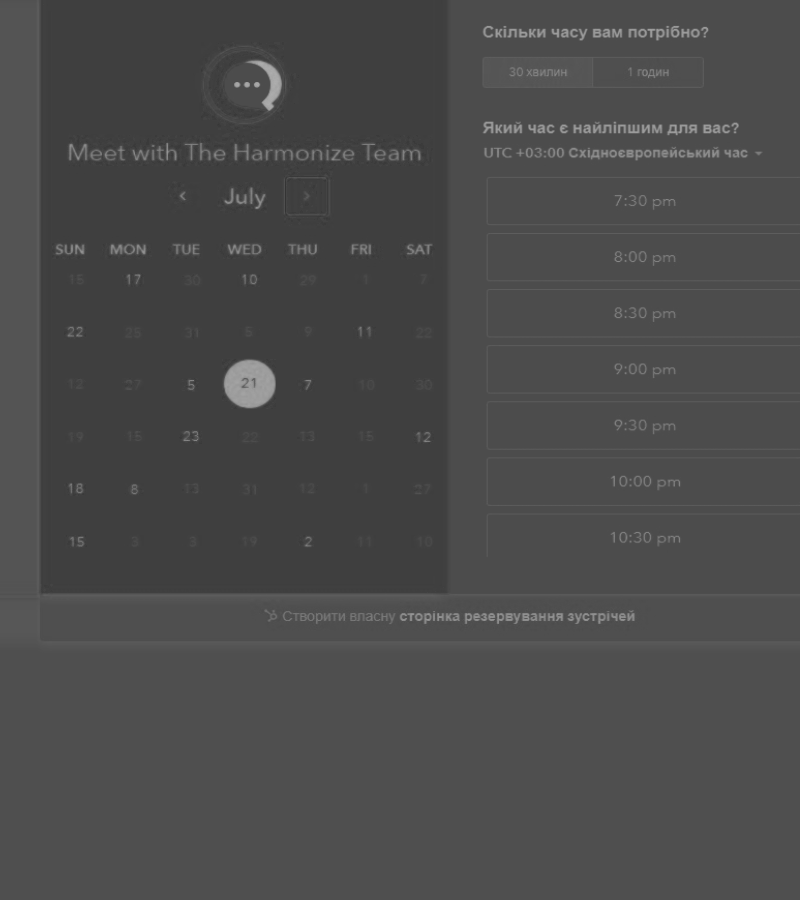 Meet with The Harmonize Team
July
SUN MON TUE WED THU FRI SAT
16 17 30 10 29 1 7
22 25 31 5 9 11 23
12 27 5 21 7 10 30
19 15 23 22 13 15 12
18 8 13 31 12 1 27
15 3 3 19 2 11 10
Скільки часу вам потрібно?
30 хвилин 1 годин
Який час є найліпшим для вас?
UTC +03:00 Східноєвропейський час
7:30 pm
8:00 pm
8:30 pm
9:00 pm
9:30 pm
10:00 pm
10:30 pm
Створити власну сторінка резервування зустрічей